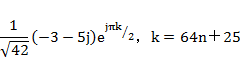 1/√42 (-3 - 5j)e^(jπk/2), k = 64n + 25